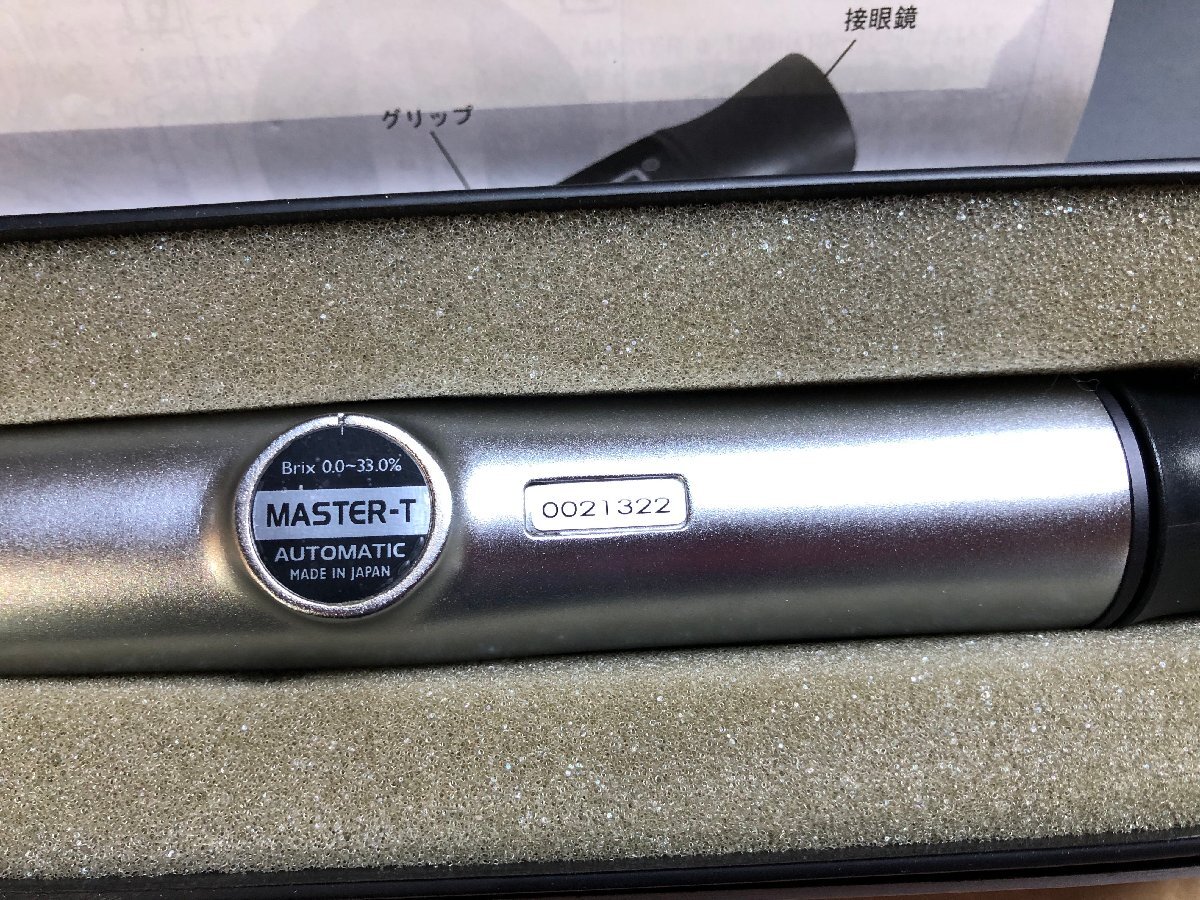 接眼鏡
グリップ
Brix 0.0~33.0%
MASTER-T
AUTOMATIC
MADE IN JAPAN
0021322